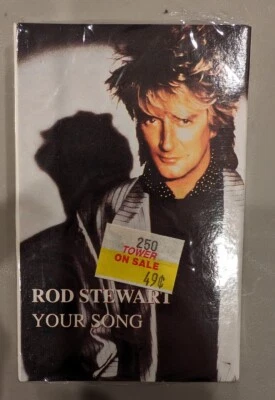 250
TOWER
ON SALE
49¢
ROD STEWART
YOUR SONG